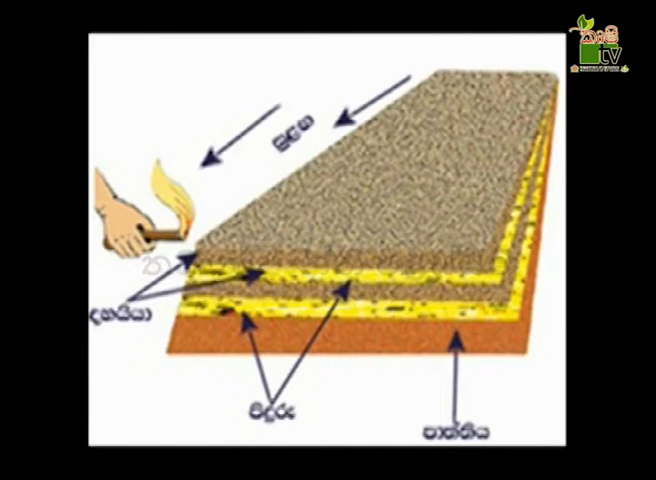 කෘෂි
tv
සුළඟ
දහයියා
පිදුරු
පාත්තිය